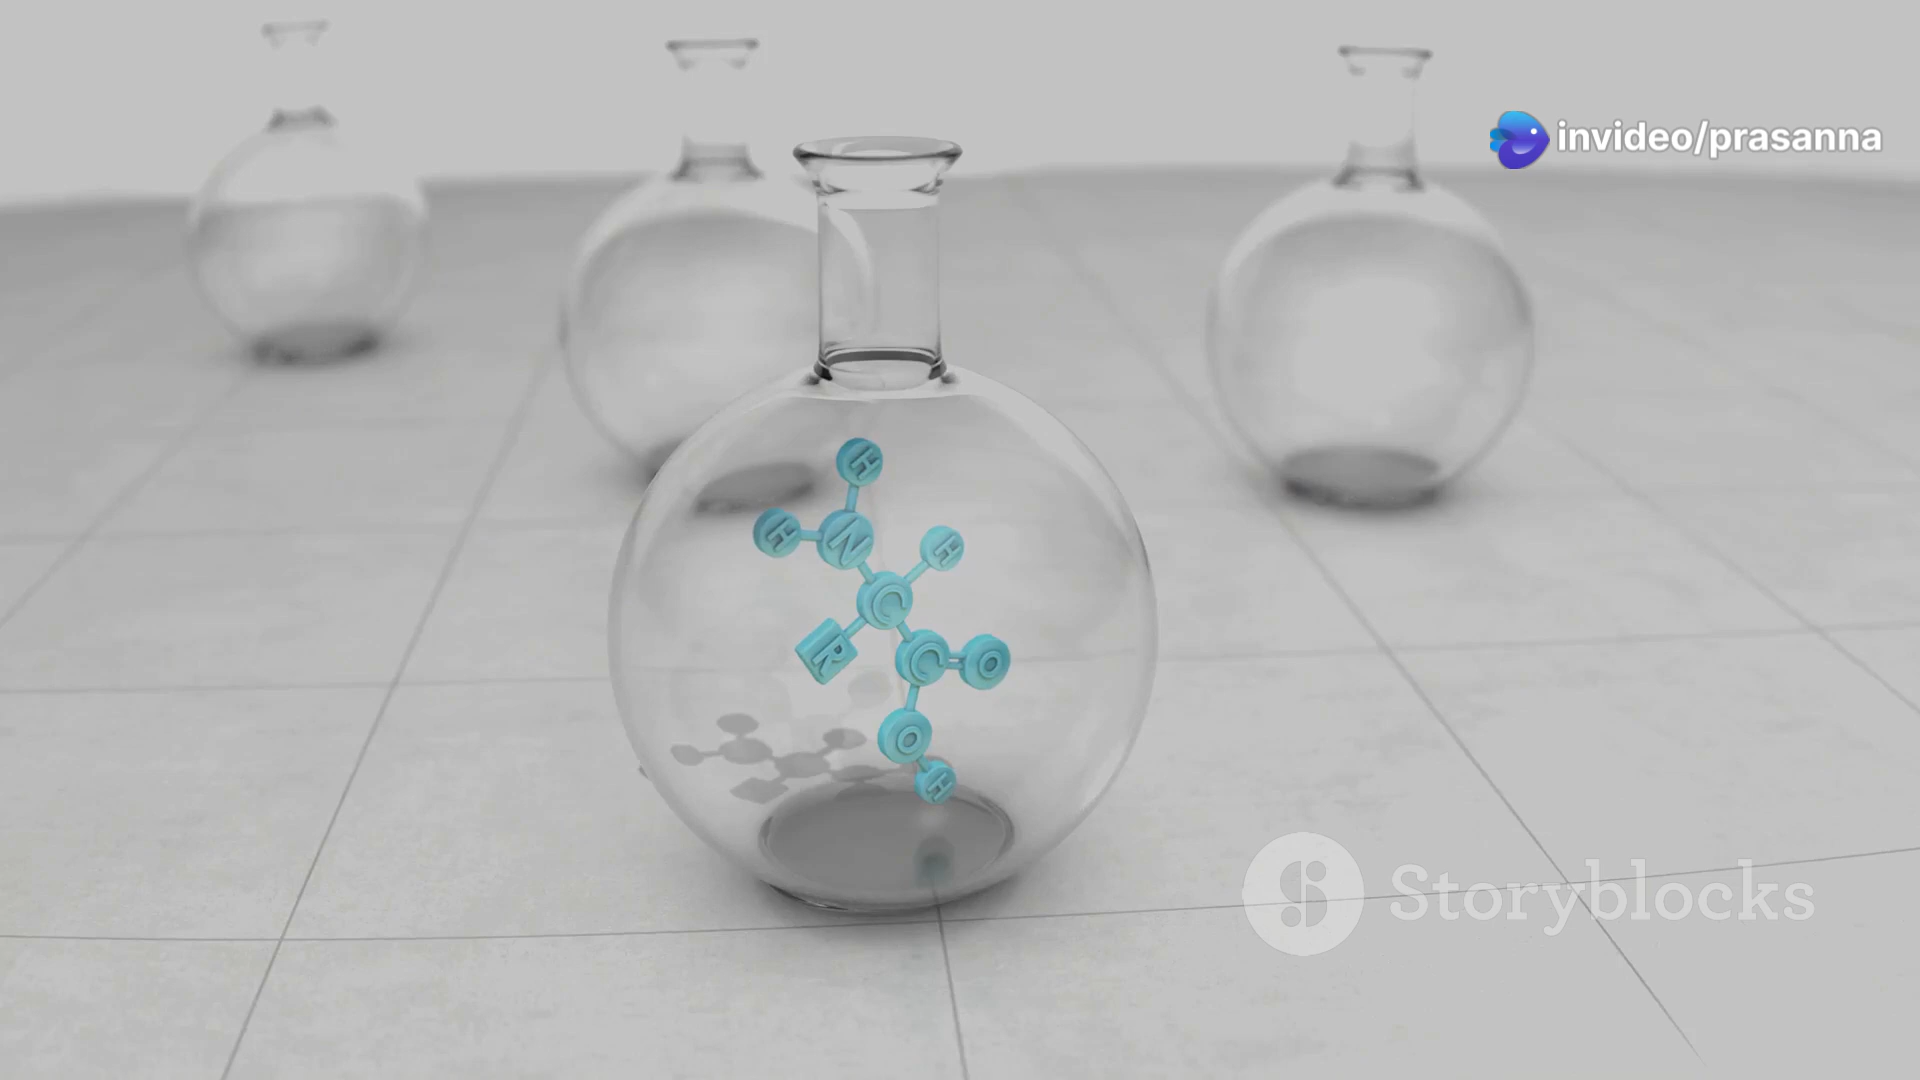 invideo/prasanna
H
H N H
C
R C O
O
H
Storyblocks